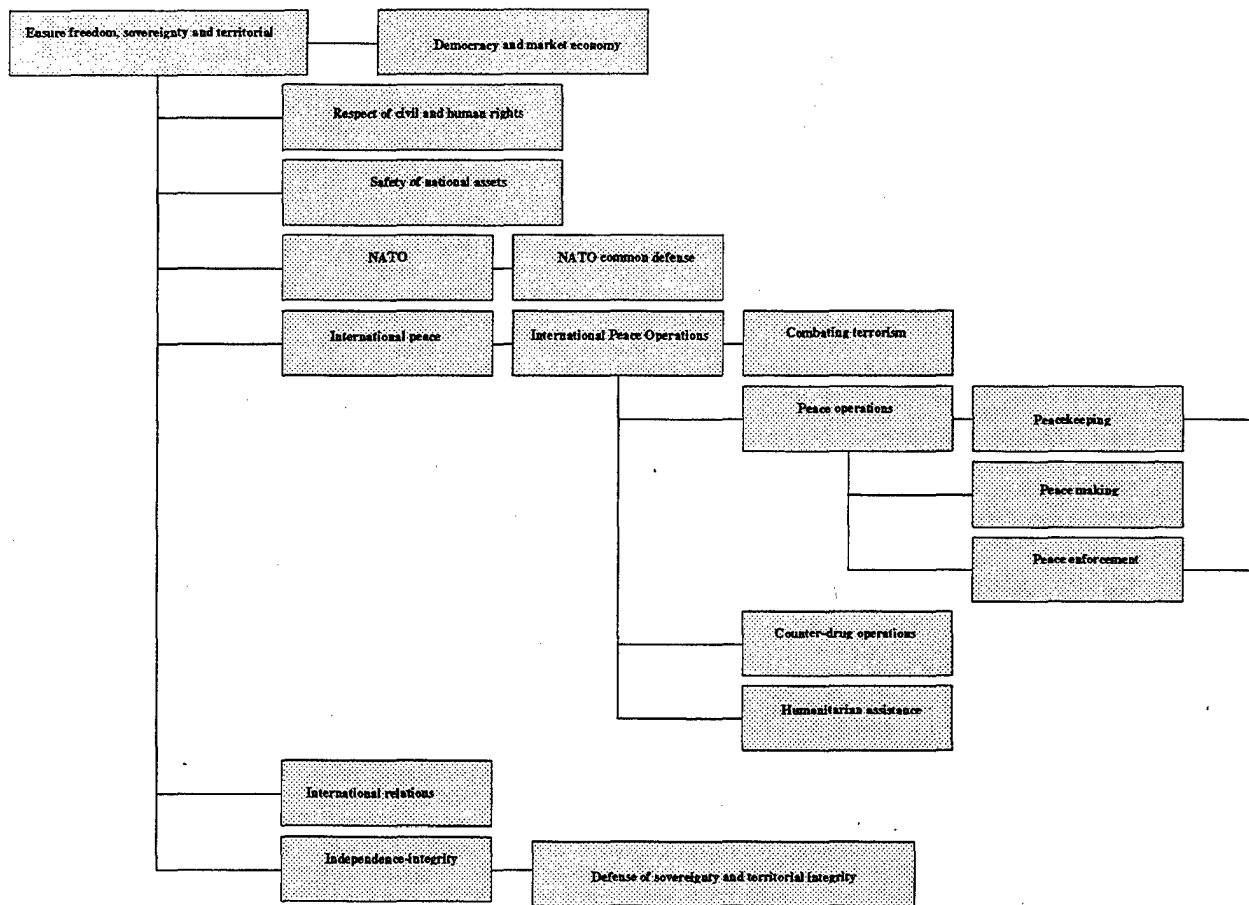 Ensure freedom, sovereignty and territorial
Democracy and market economy
Respect of civil and human rights
Safety of national assets
NATO
NATO common defense
International peace
International Peace Operations
Combating terrorism
Peace operations
Peacekeeping
Peace making
Peace enforcement
Counter-drug operations
Humanitarian assistance
International relations
Independence-integrity
Defense of sovereignty and territorial integrity